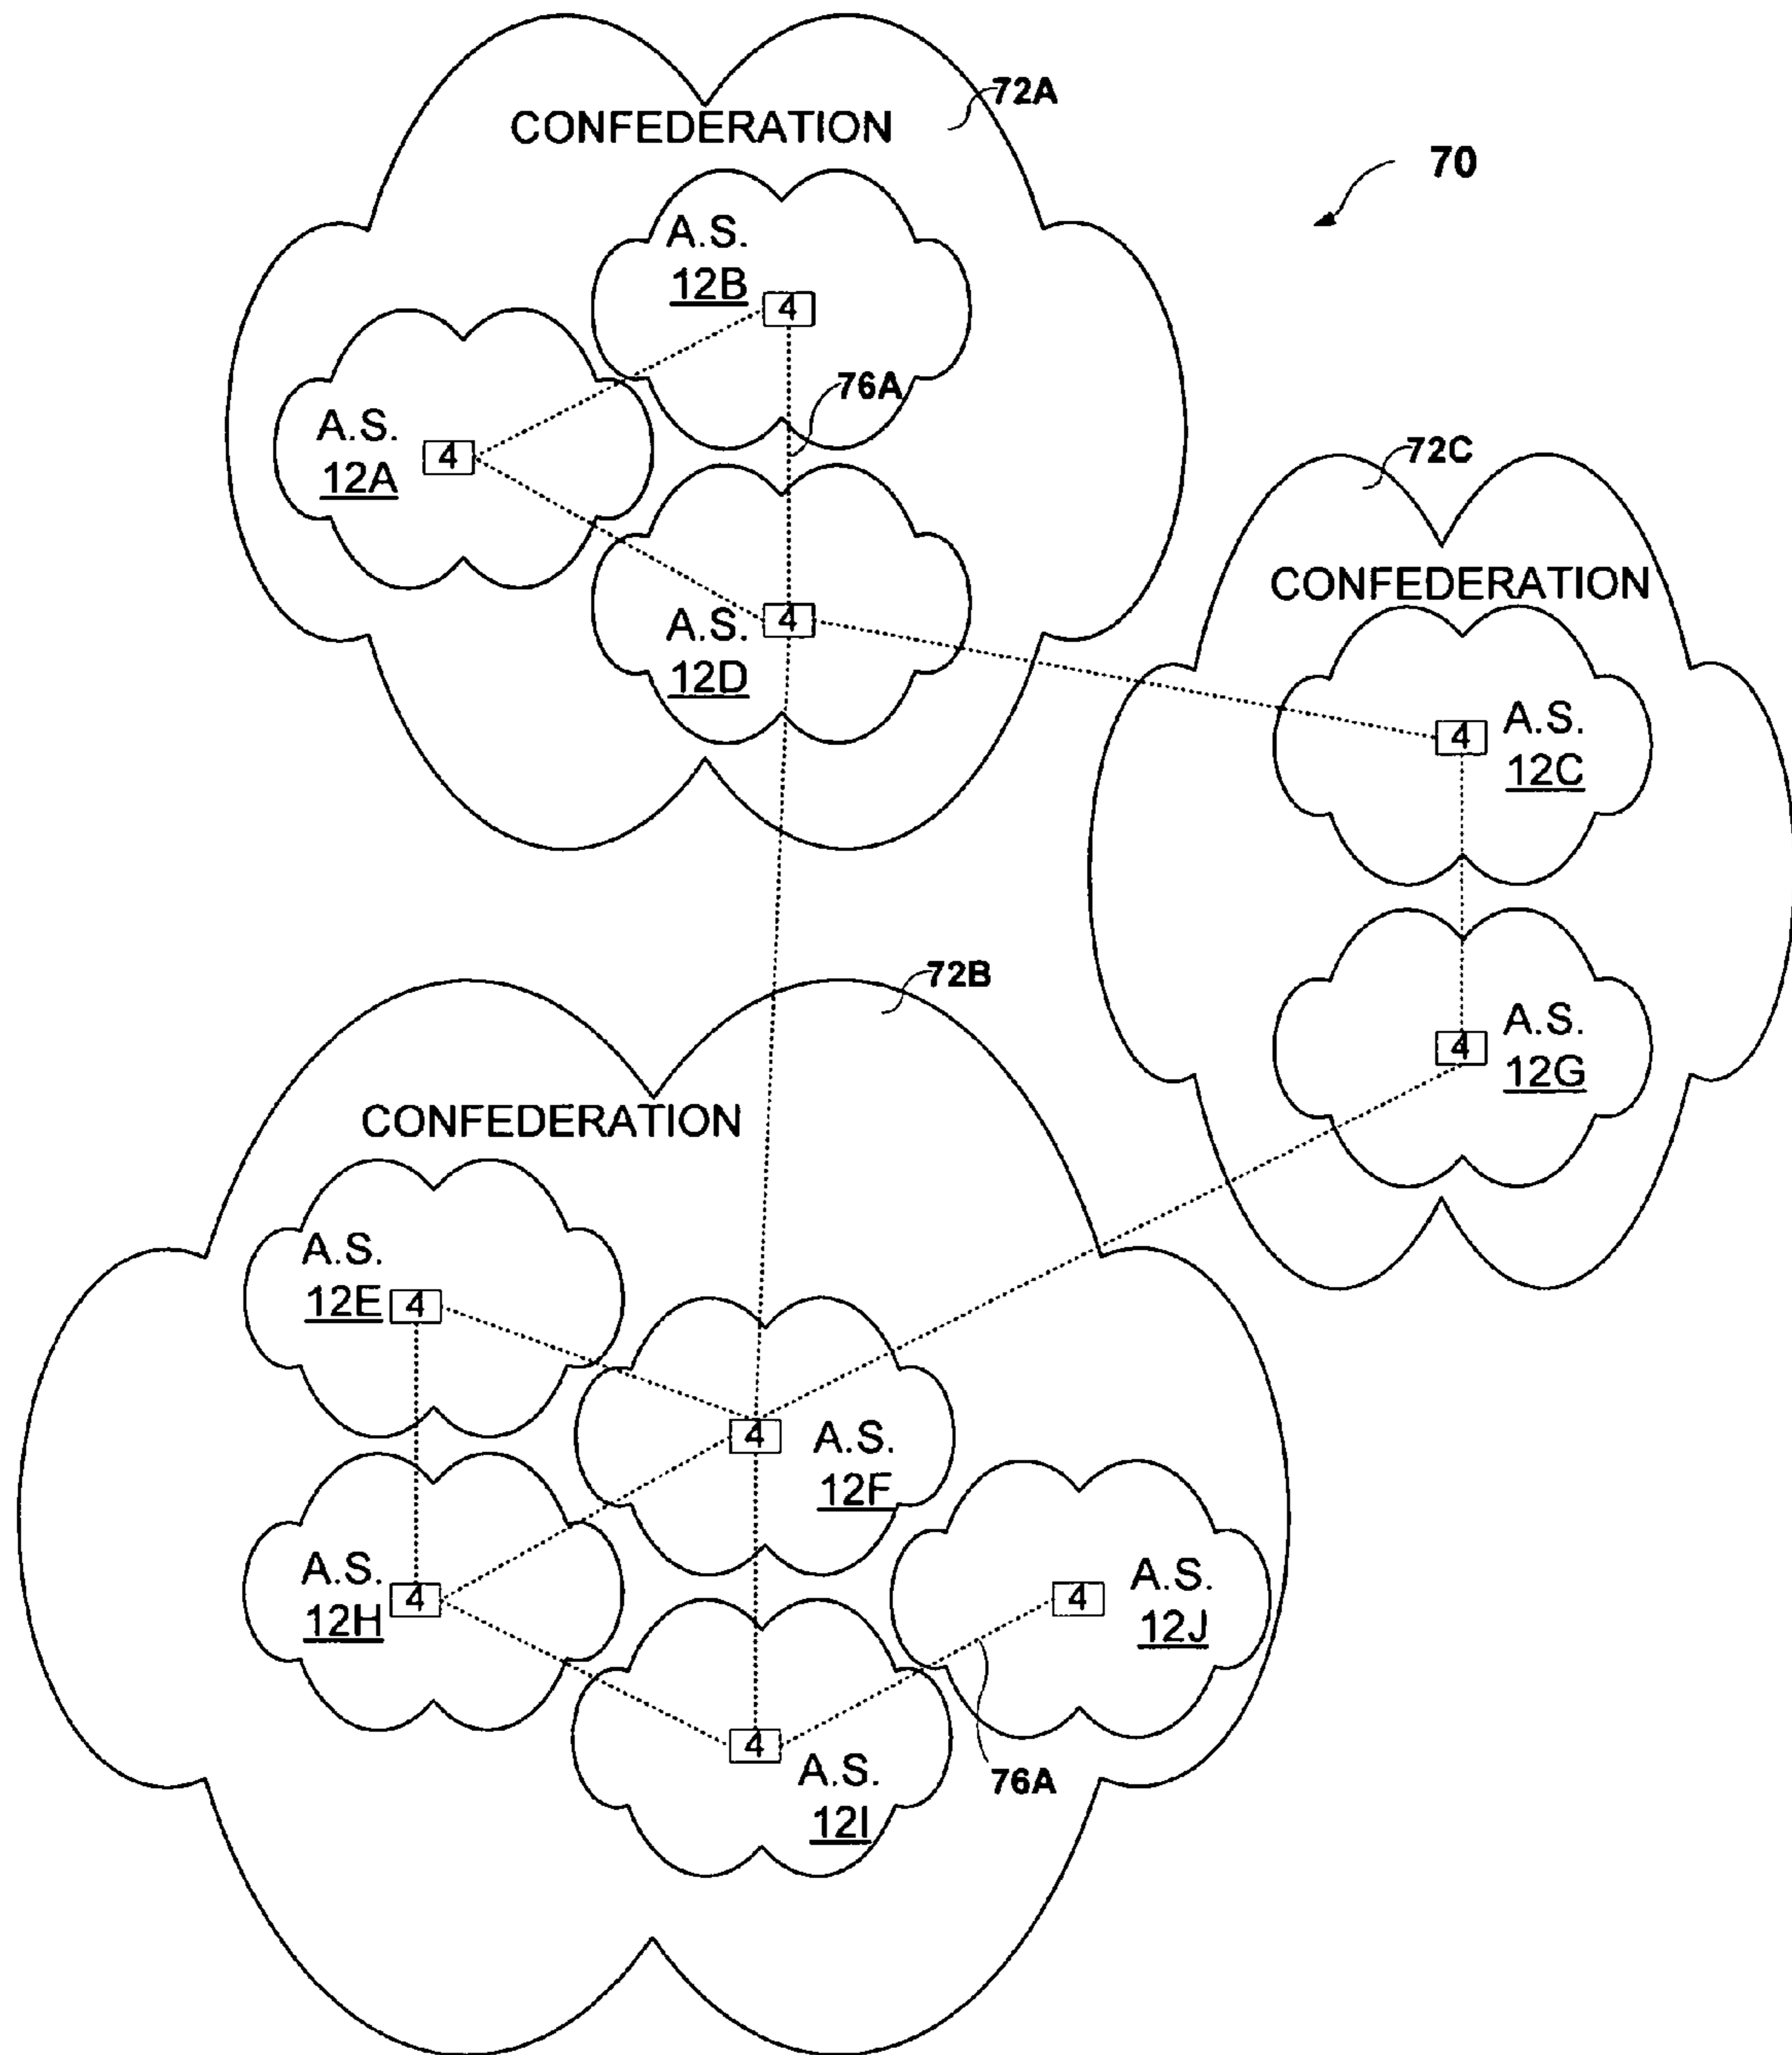 72A
CONFEDERATION
70
A.S.
12B
4
76A
A.S.
12A
4
72C
CONFEDERATION
4
A.S.
12D
4
A.S.
12C
72B
4
A.S.
12G
CONFEDERATION
A.S.
12E
4
4
A.S.
12F
A.S.
12H
4
4
A.S.
12J
4
A.S.
12I
76A